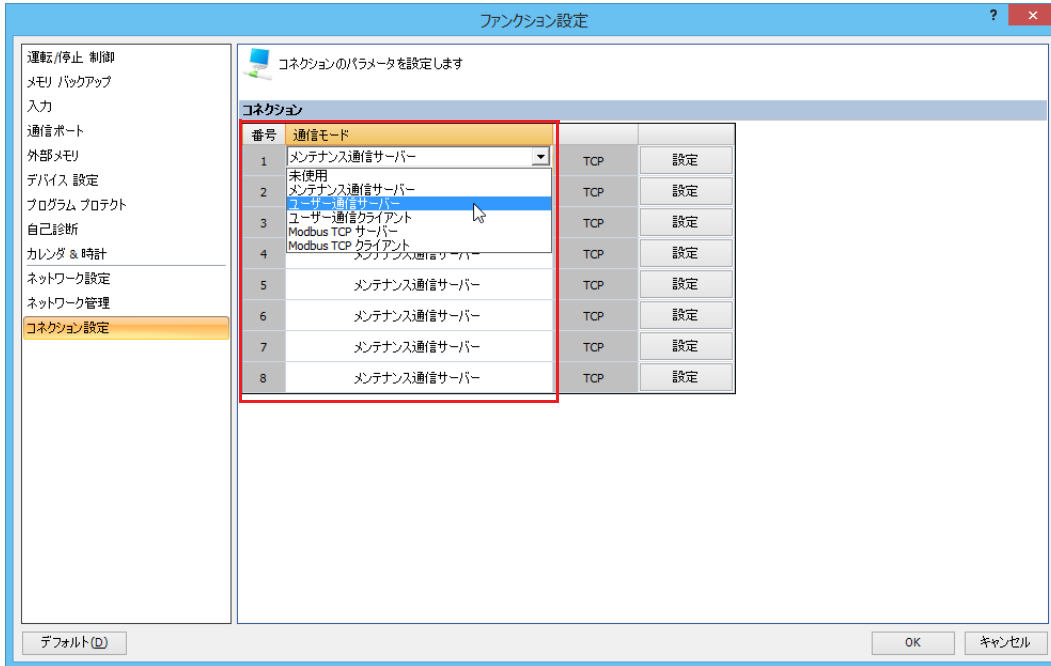 ファンクション設定
? ×
運転/停止 制御
メモリ バックアップ
入力
通信ポート
外部メモリ
デバイス 設定
プログラム プロテクト
自己診断
カレンダ & 時計
ネットワーク設定
ネットワーク管理
コネクション設定
コネクションのパラメータを設定します
コネクション
番号 通信モード
1 メンテナンス通信サーバー TCP 設定
未使用
メンテナンス通信サーバー
2 TCP 設定
ユーザー通信サーバー
ユーザー通信クライアント
3 TCP 設定
Modbus TCP サーバー
Modbus TCP クライアント
4 メンテナンス通信サーバー TCP 設定
5 メンテナンス通信サーバー TCP 設定
6 メンテナンス通信サーバー TCP 設定
7 メンテナンス通信サーバー TCP 設定
8 メンテナンス通信サーバー TCP 設定
デフォルト(D)
OK キャンセル